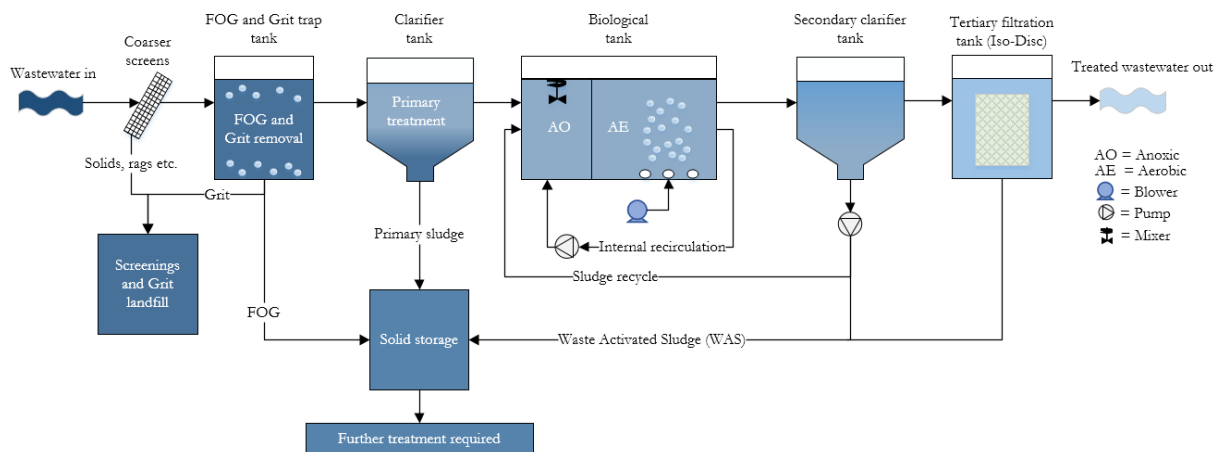 FOG and Grit trap
tank
Clarifier
tank
Biological
tank
Secondary clarifier
tank
Tertiary filtration
tank (Iso-Disc)
Coarser
screens
Wastewater in
Treated wastewater out
FOG and
Grit removal
Primary
treatment
AO
AE
Solids, rags etc.
Grit
AO = Anoxic
AE = Aerobic
= Blower
= Pump
= Mixer
Primary sludge
Internal recirculation
Sludge recycle
Screenings
and Grit
landfill
FOG
Solid storage
Waste Activated Sludge (WAS)
Further treatment required